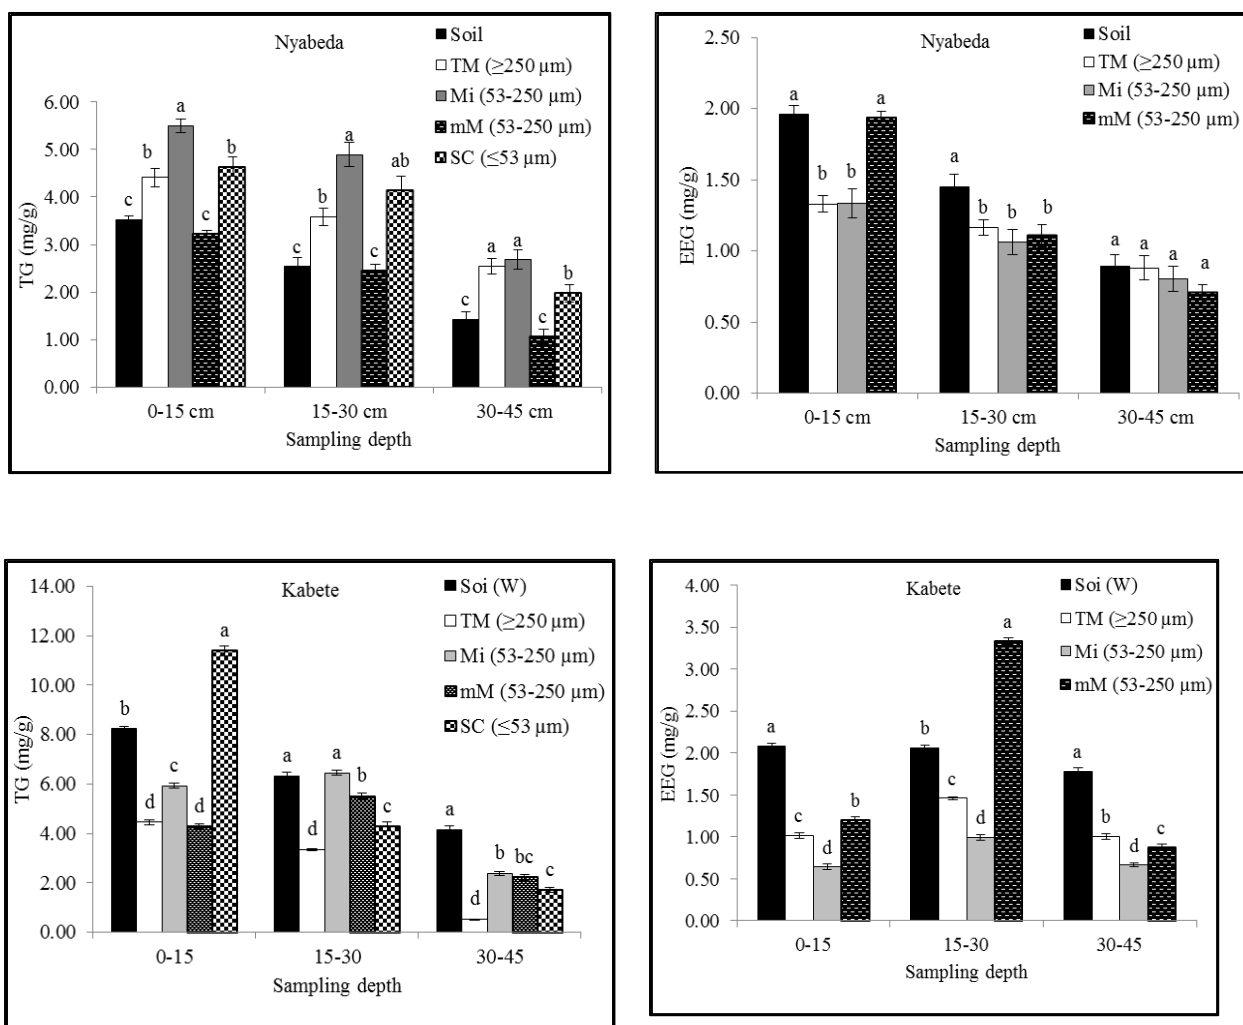 Nyabeda
Soil
TM (≥250 µm)
Mi (53-250 µm)
mM (53-250 µm)
SC (≤53 µm)
TG (mg/g)
6.00
5.00
4.00
3.00
2.00
1.00
0.00
c b a c b
c b a c ab
c a a c b
0-15 cm 15-30 cm 30-45 cm
Sampling depth
Nyabeda
Soil
TM (≥250 µm)
Mi (53-250 µm)
mM (53-250 µm)
EEG (mg/g)
2.50
2.00
1.50
1.00
0.50
0.00
a b b a
a b b b
a a a a
0-15 cm 15-30 cm 30-45 cm
Sampling depth
Kabete
Soi (W)
TM (≥250 µm)
Mi (53-250 µm)
mM (53-250 µm)
SC (≤53 µm)
TG (mg/g)
14.00
12.00
10.00
8.00
6.00
4.00
2.00
0.00
b d c d a
a d a b c
a d b bc c
0-15 15-30 30-45
Sampling depth
Kabete
Soi (W)
TM (≥250 µm)
Mi (53-250 µm)
mM (53-250 µm)
EEG (mg/g)
4.00
3.50
3.00
2.50
2.00
1.50
1.00
0.50
0.00
a c d b
b c d a
a b d c
0-15 15-30 30-45
Sampling depth